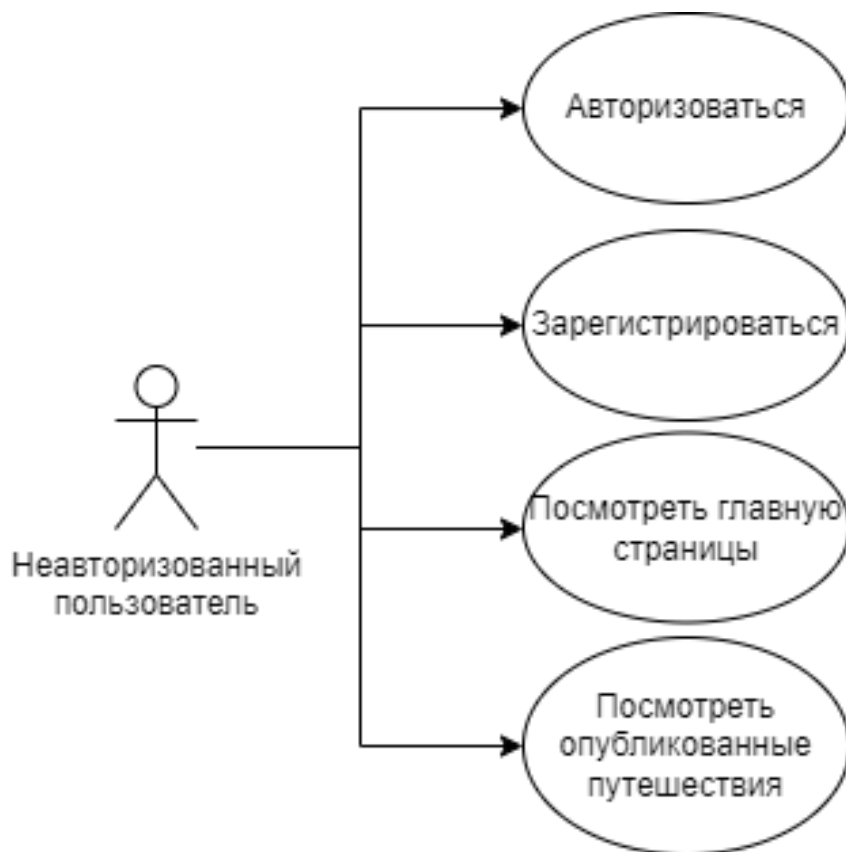 Авторизоваться
Зарегистрироваться
Неавторизованный
пользователь
Посмотреть главную
страницы
Посмотреть
опубликованные
путешествия